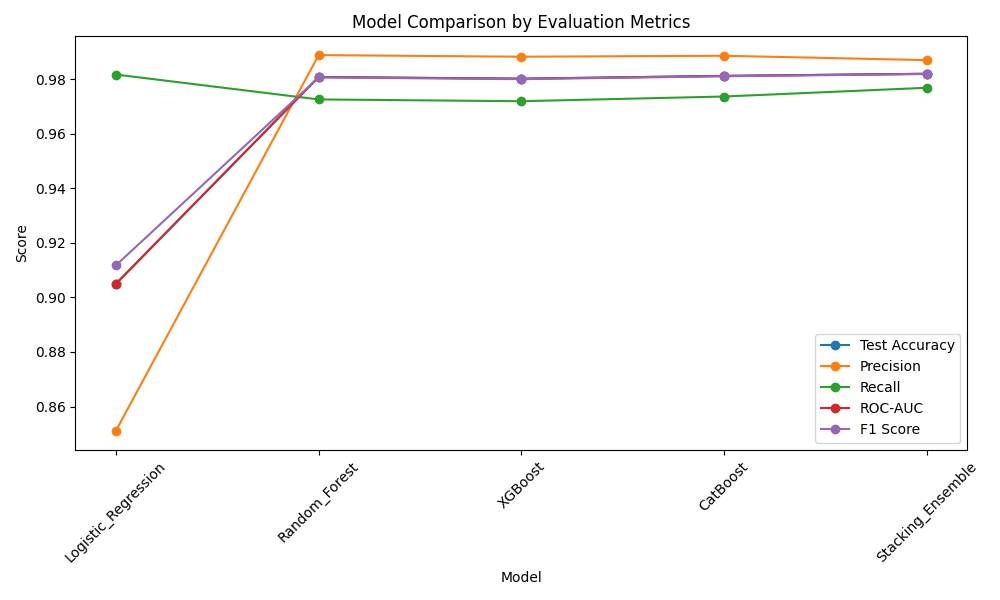 Model Comparison by Evaluation Metrics
Score
0.98
0.96
0.94
0.92
0.90
0.88
0.86
Test Accuracy
Precision
Recall
ROC-AUC
F1 Score
Logistic_Regression
Random_Forest
XGBoost
CatBoost
Stacking_Ensemble
Model